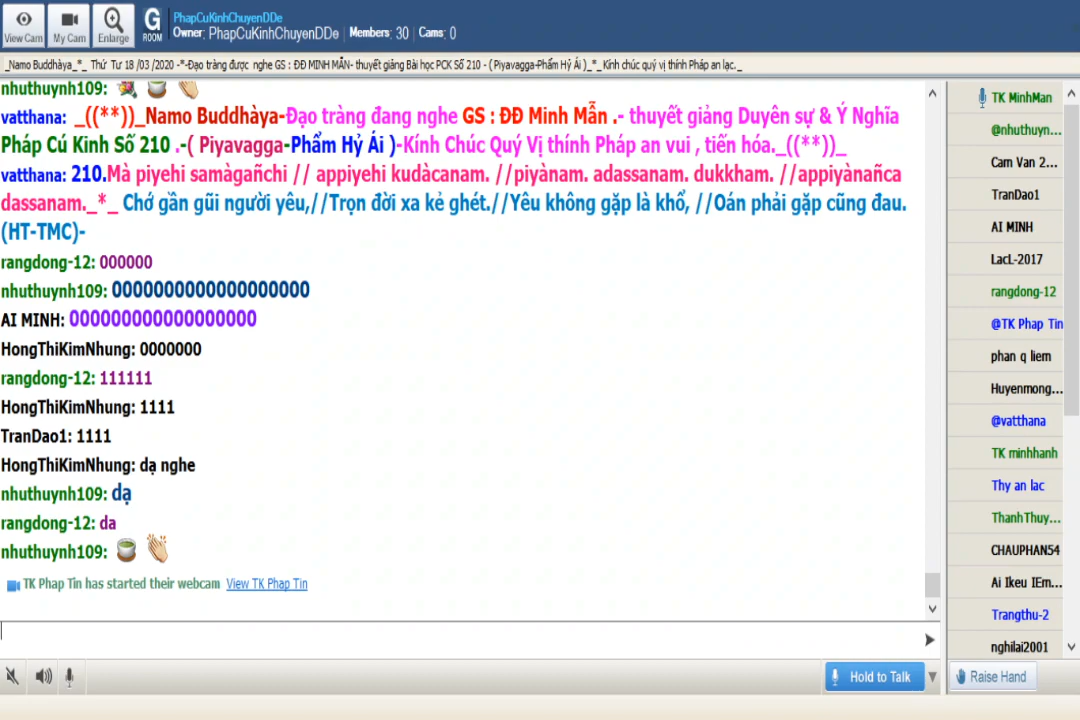 View Cam
My Cam
Enlarge
G
ROOM
PhapCuKinhChuyenDDe
Owner: PhapCuKinhChuyenDDe | Members: 30 | Cams: 0
_Namo Buddhàya_*_ Thứ Tư 18 /03 /2020 -*-Đạo tràng được nghe GS : ĐĐ MINH MẪN- thuyết giảng Bài học PCK Số 210 - ( Piyavagga-Phẩm Hỷ Ái )_*_Kính chúc quý vị thính Pháp an lạc._
nhuthuynh109:
vatthana: _((**))_Namo Buddhàya-Đạo tràng đang nghe GS : ĐĐ Minh Mẫn .- thuyết giảng Duyên sự & Ý Nghĩa
Pháp Cú Kinh Số 210 .-( Piyavagga-Phẩm Hỷ Ái )-Kính Chúc Quý Vị thính Pháp an vui , tiến hóa._((**))_
vatthana: 210.Mà piyehi samàgañchi // appiyehi kudàcanam. //piyànam. adassanam. dukkham. //appiyànañca
dassanam._*_ Chớ gần gũi người yêu,//Trọn đời xa kẻ ghét.//Yêu không gặp là khổ, //Oán phải gặp cũng đau.
(HT-TMC)-
rangdong-12: 000000
nhuthuynh109: 0000000000000000000
AI MINH: 000000000000000000
HongThiKimNhung: 0000000
rangdong-12: 111111
HongThiKimNhung: 1111
TranDao1: 1111
HongThiKimNhung: dạ nghe
nhuthuynh109: dạ
rangdong-12: da
nhuthuynh109:
TK Phap Tin has started their webcam View TK Phap Tin
TK MinhMan
@nhuthuyn...
Cam Van 2...
TranDao1
AI MINH
LacL-2017
rangdong-12
@TK Phap Tin
phan q liem
Huyenmong...
@vatthana
TK minhhanh
Thy an lac
ThanhThuy...
CHAUPHAN54
Ai Ikeu IEm...
Trangthu-2
nghilai2001
Hold to Talk
Raise Hand